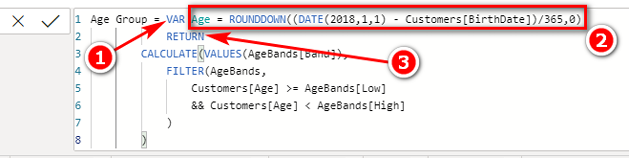 1 Age Group = VAR Age = ROUNDDOWN((DATE(2018,1,1) - Customers[BirthDate])/365,0)
2 RETURN
3 CALCULATE(VALUES(AgeBands[Band]),
4 FILTER(AgeBands,
5 Customers[Age] >= AgeBands[Low]
6 && Customers[Age] < AgeBands[High]
7 )
8 )
1
2
3